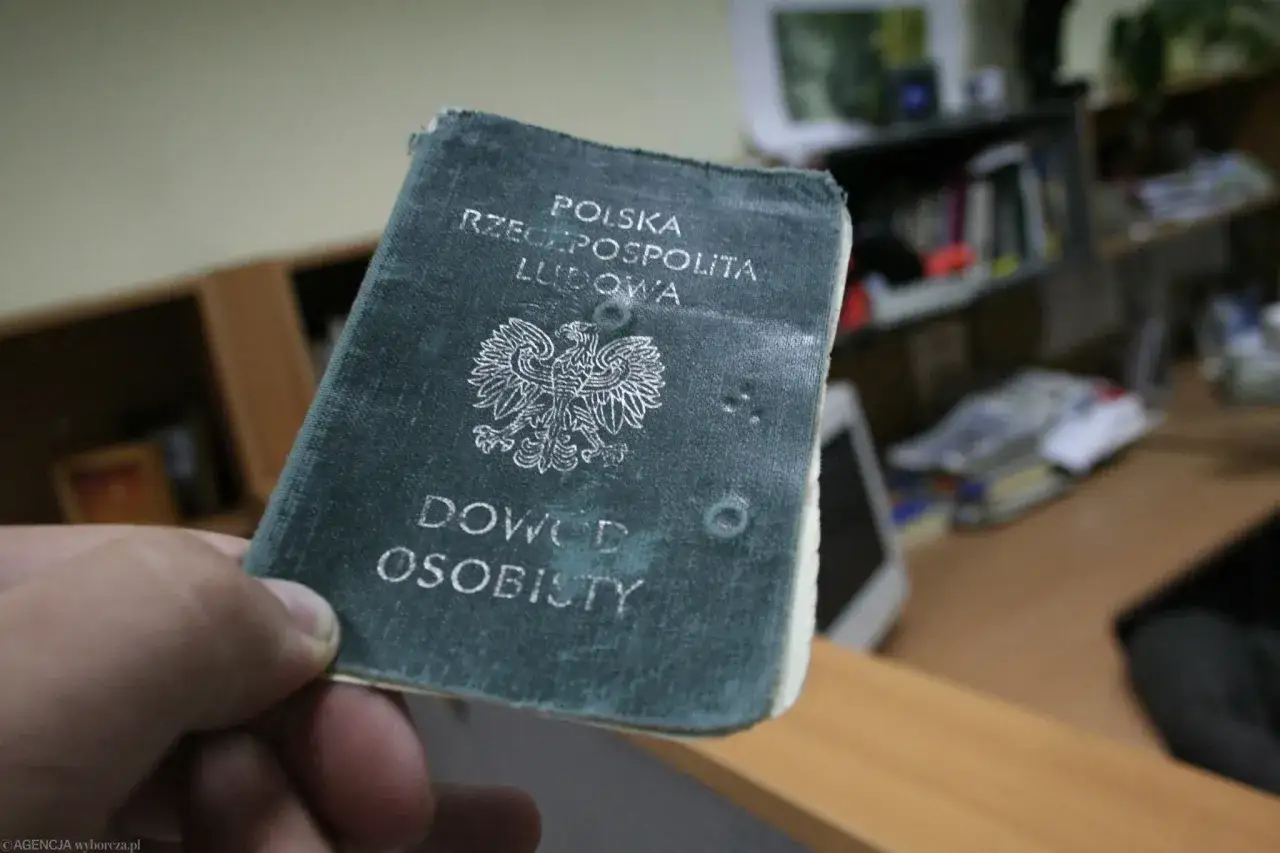 POLSKA
RZECZPOSPOLITA
LUDOWA
DOWÓD
OSOBISTY
© AGENCJA wyborcza.pl